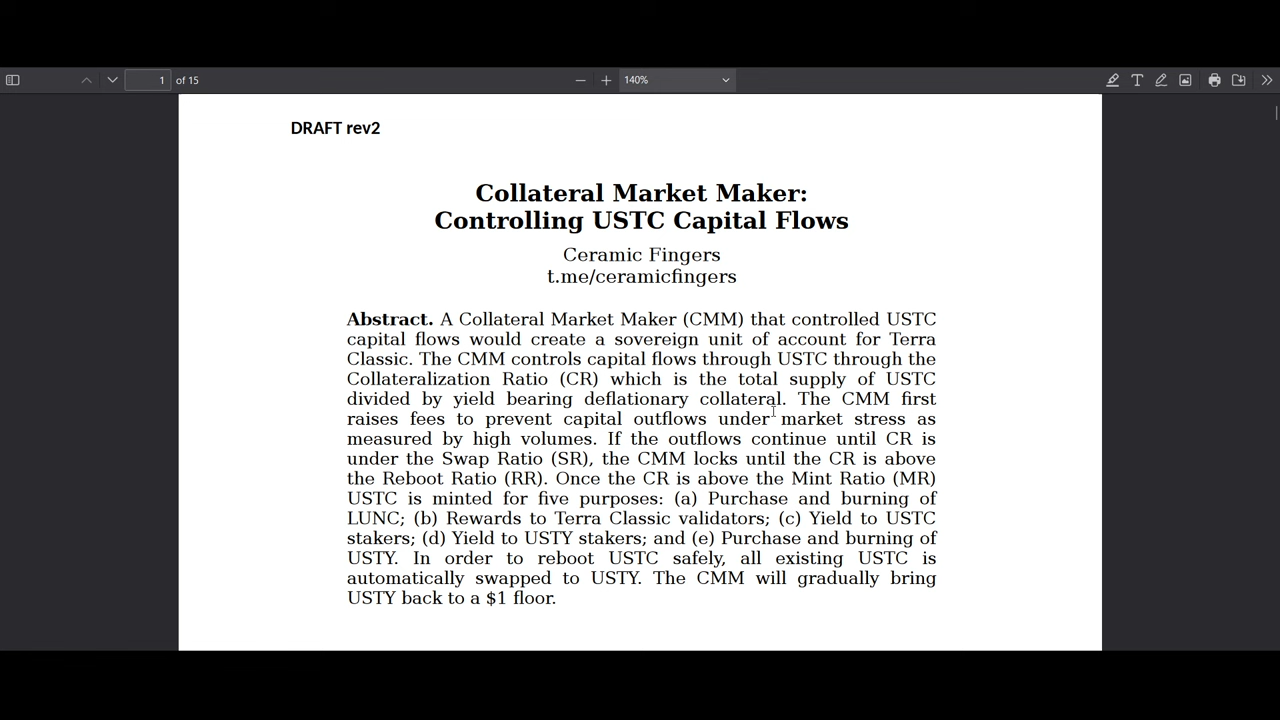 1 of 15 140%
DRAFT rev2
Collateral Market Maker:
Controlling USTC Capital Flows
Ceramic Fingers
t.me/ceramicfingers
Abstract. A Collateral Market Maker (CMM) that controlled USTC
capital flows would create a sovereign unit of account for Terra
Classic. The CMM controls capital flows through USTC through the
Collateralization Ratio (CR) which is the total supply of USTC
divided by yield bearing deflationary collateral. The CMM first
raises fees to prevent capital outflows under market stress as
measured by high volumes. If the outflows continue until CR is
under the Swap Ratio (SR), the CMM locks until the CR is above
the Reboot Ratio (RR). Once the CR is above the Mint Ratio (MR)
USTC is minted for five purposes: (a) Purchase and burning of
LUNC; (b) Rewards to Terra Classic validators; (c) Yield to USTC
stakers; (d) Yield to USTY stakers; and (e) Purchase and burning of
USTY. In order to reboot USTC safely, all existing USTC is
automatically swapped to USTY. The CMM will gradually bring
USTY back to a $1 floor.